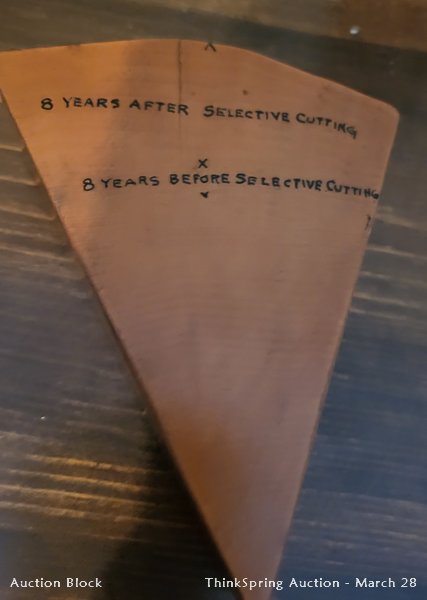 x
8 YEARS AFTER SELECTIVE CUTTING
x
8 YEARS BEFORE SELECTIVE CUTTING
Auction Block
ThinkSpring Auction - March 28